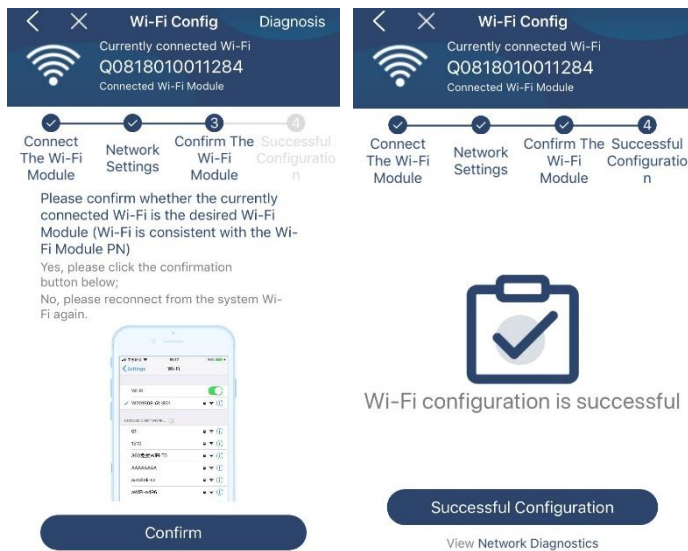 Wi-Fi Config
Diagnosis
Currently connected Wi-Fi
Q0818010011284
Connected Wi-Fi Module
3
4
Connect
The Wi-Fi
Module
Network
Settings
Confirm The
Wi-Fi
Module
Successful
Configuratio
n
Please confirm whether the currently
connected Wi-Fi is the desired Wi-Fi
Module (Wi-Fi is consistent with the Wi-
Fi Module PN)
Yes, please click the confirmation
button below;
No, please reconnect from the system Wi-
Fi again.
Settings
Wi-Fi
Wi-Fi
1212
AAAAAAAA
Confirm
Wi-Fi Config
Currently connected Wi-Fi
Q0818010011284
Connected Wi-Fi Module
4
Connect
The Wi-Fi
Module
Network
Settings
Confirm The
Wi-Fi
Module
Successful
Configuratio
n
Wi-Fi configuration is successful
Successful Configuration
View Network Diagnostics